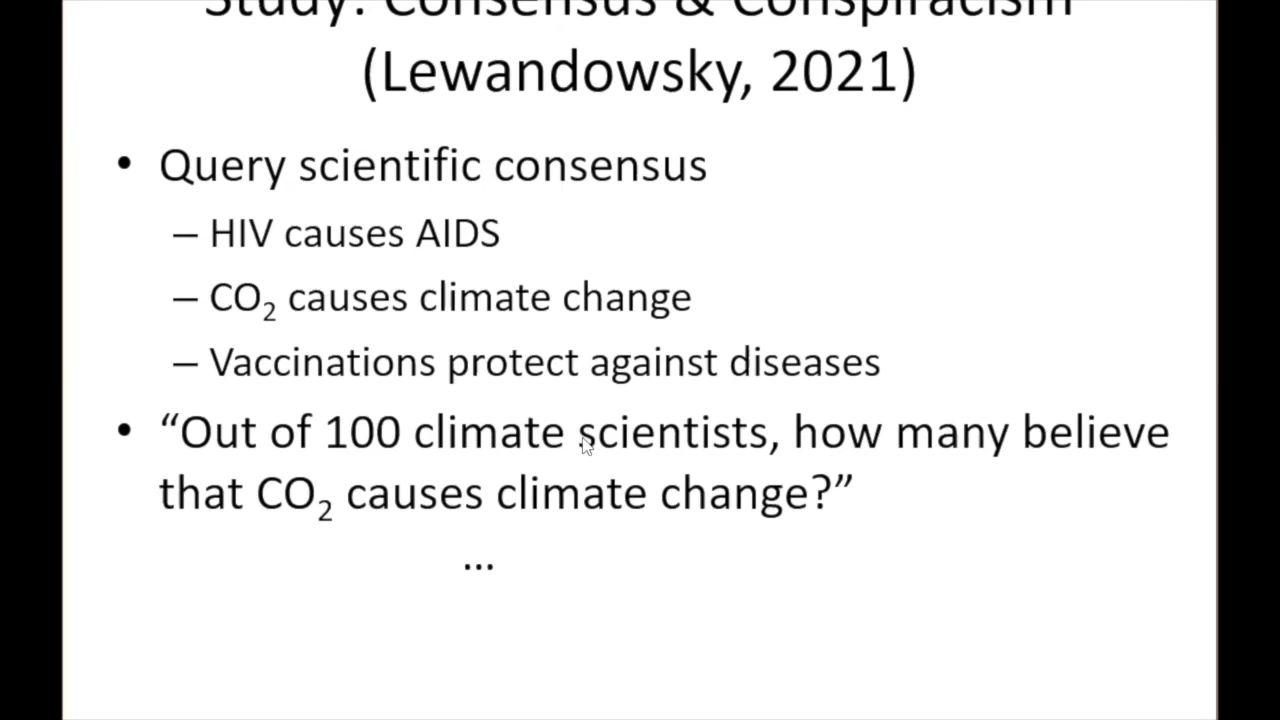 Study: Consensus & Conspiracism
(Lewandowsky, 2021)
• Query scientific consensus
– HIV causes AIDS
– CO₂ causes climate change
– Vaccinations protect against diseases
• “Out of 100 climate scientists, how many believe
that CO₂ causes climate change?”
...